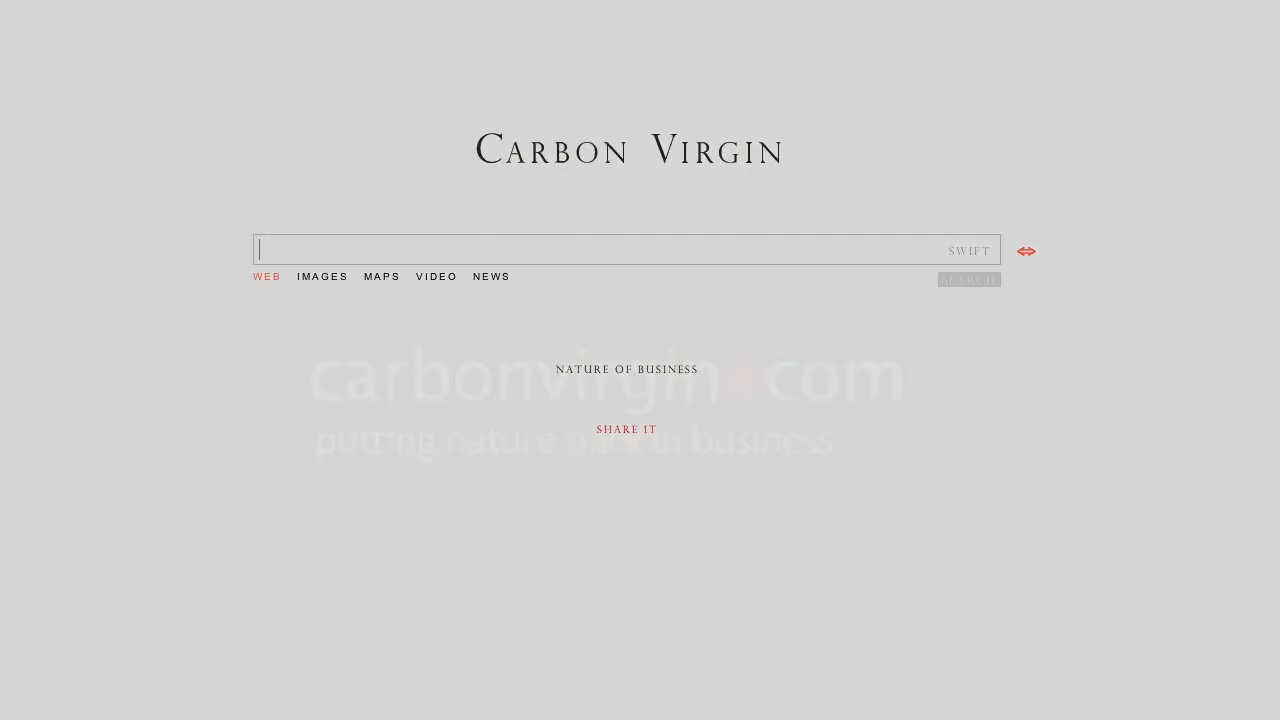 CARBON VIRGIN
SWIFT
WEB IMAGES MAPS VIDEO NEWS SEARCH
carbonvirgin.com
NATURE OF BUSINESS
SHARE IT
putting nature back in business